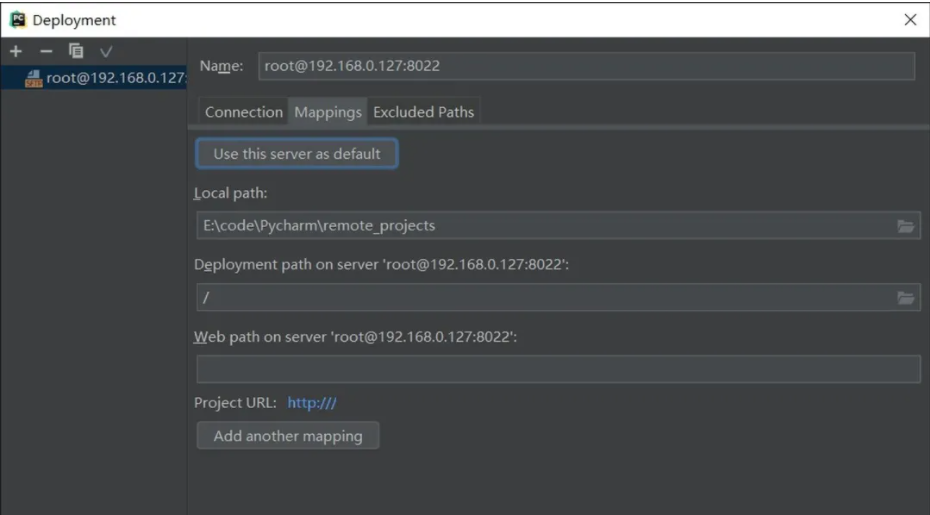 PC Deployment
root@192.168.0.127:
SFTP
Name: root@192.168.0.127:8022
Connection Mappings Excluded Paths
Use this server as default
Local path:
E:\code\Pycharm\remote_projects
Deployment path on server 'root@192.168.0.127:8022':
/
Web path on server 'root@192.168.0.127:8022':
Project URL: http:///
Add another mapping